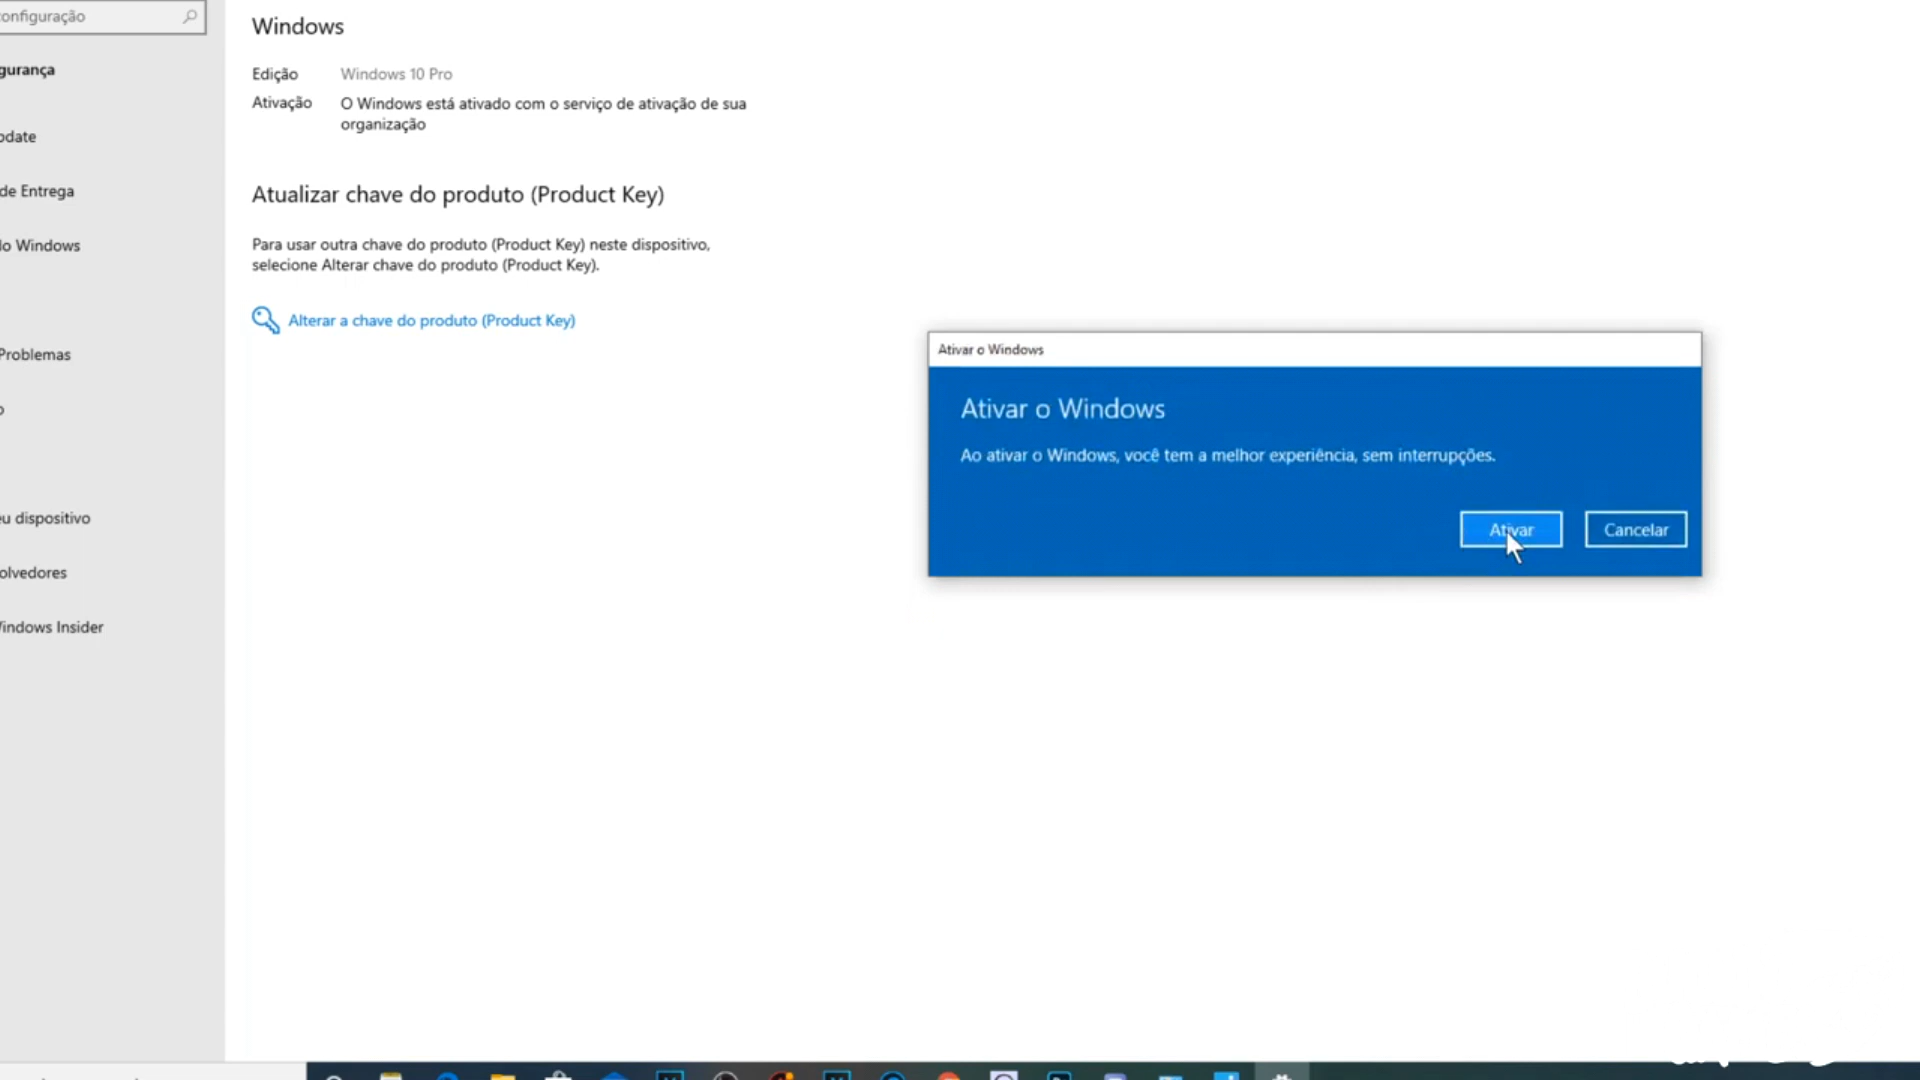 onfiguração
gurança
pdate
de Entrega
lo Windows
Problemas
o
eu dispositivo
olvedores
Windows Insider
Windows
Edição Windows 10 Pro
Ativação O Windows está ativado com o serviço de ativação de sua
organização
Atualizar chave do produto (Product Key)
Para usar outra chave do produto (Product Key) neste dispositivo,
selecione Alterar chave do produto (Product Key).
Alterar a chave do produto (Product Key)
Ativar o Windows
Ativar o Windows
Ao ativar o Windows, você tem a melhor experiência, sem interrupções.
Ativar Cancelar